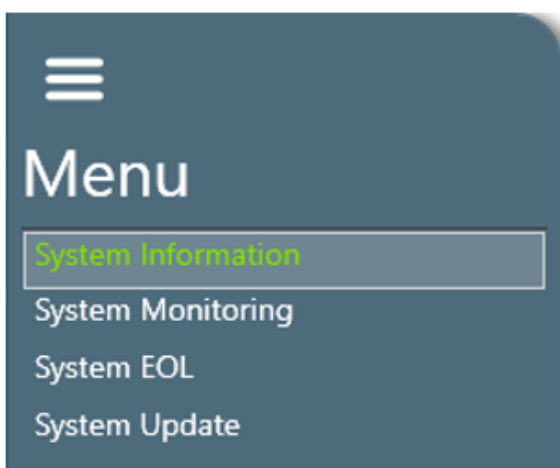 Menu
System Information
System Monitoring
System EOL
System Update